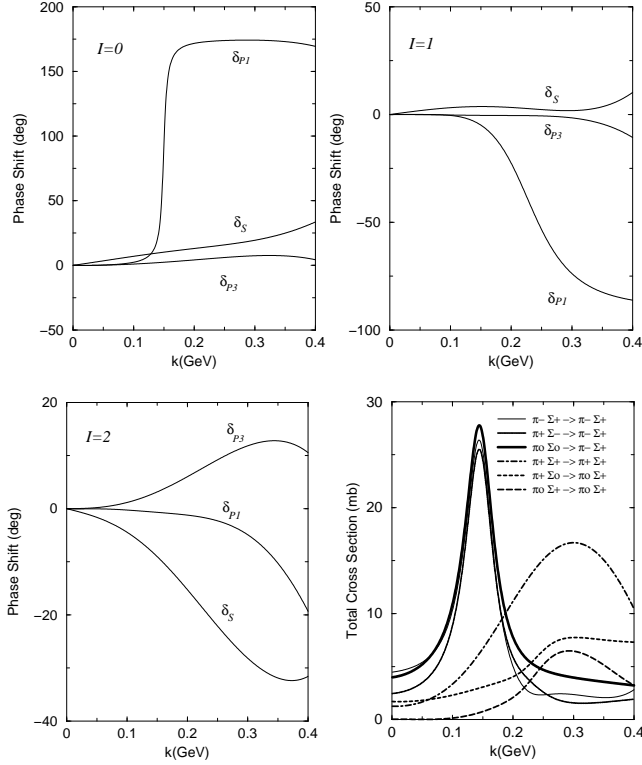 200
150
100
50
0
−50
Phase Shift (deg)
I=0
δP1
δS
δP3
0 0.1 0.2 0.3 0.4
k(GeV)
50
0
−50
−100
Phase Shift (deg)
I=1
δS
δP3
δP1
0 0.1 0.2 0.3 0.4
k(GeV)
20
0
−20
−40
Phase Shift (deg)
I=2
δP3
δP1
δS
0 0.1 0.2 0.3 0.4
k(GeV)
30
20
10
0
Total Cross Section (mb)
π− Σ+ −> π− Σ+
π+ Σ− −> π− Σ+
πo Σo −> π− Σ+
π+ Σ+ −> π+ Σ+
π+ Σo −> πo Σ+
πo Σ+ −> πo Σ+
0 0.1 0.2 0.3 0.4
k(GeV)